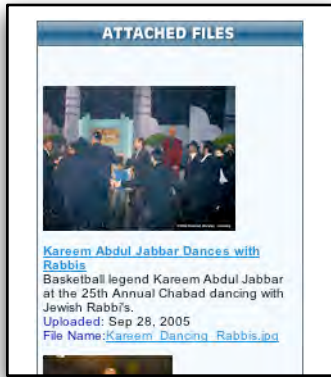 ATTACHED FILES
Kareem Abdul Jabbar Dances with
Rabbis
Basketball legend Kareem Abdul Jabbar
at the 25th Annual Chabad dancing with
Jewish Rabbi's.
Uploaded: Sep 28, 2005
File Name:Kareem_Dancing_Rabbis.jpg